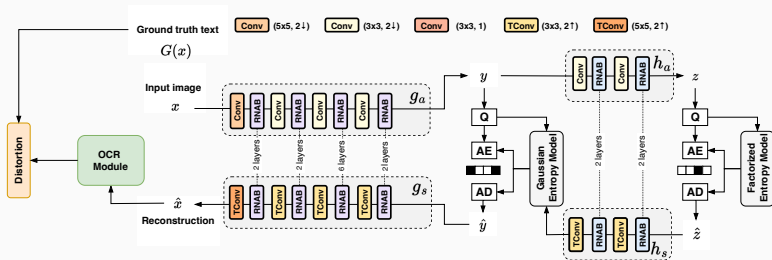 Ground truth text
G(x)
Conv (5x5, 2↓) Conv (3x3, 2↓) Conv (3x3, 1) TConv (3x3, 2↑) TConv (5x5, 2↑)
Input image
x
Conv RNAB Conv RNAB Conv RNAB Conv RNAB
g_a
y
Conv RNAB Conv RNAB
h_a
z
Q
Q
Distortion
OCR
Module
2 layers 2 layers 6 layers 2 layers
AE
AD
Gaussian
Entropy Model
2 layers 2 layers
AE
AD
Factorized
Entropy Model
x̂
Reconstruction
TConv RNAB TConv RNAB TConv RNAB TConv RNAB
g_s
ŷ
TConv RNAB TConv RNAB
h_s
ẑ